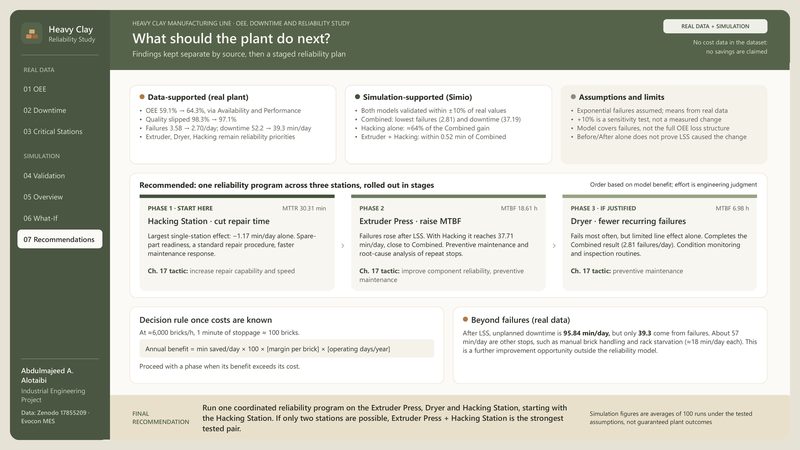 Heavy Clay
Reliability Study
REAL DATA
01 OEE
02 Downtime
03 Critical Stations
SIMULATION
04 Validation
05 Overview
06 What-If
07 Recommendations
Abdulmajeed A.
Alotaibi
Industrial Engineering
Project
Data: Zenodo 17855209 ·
Evocon MES
HEAVY CLAY MANUFACTURING LINE · OEE, DOWNTIME AND RELIABILITY STUDY
What should the plant do next?
Findings kept separate by source, then a staged reliability plan
REAL DATA + SIMULATION
No cost data in the dataset:
no savings are claimed
Data-supported (real plant)
• OEE 59.1% → 64.3%, via Availability and Performance
• Quality slipped 98.3% → 97.1%
• Failures 3.58 → 2.70/day; downtime 52.2 → 39.3 min/day
• Extruder, Dryer, Hacking remain reliability priorities
Simulation-supported (Simio)
• Both models validated within ±10% of real values
• Combined: lowest failures (2.81) and downtime (37.19)
• Hacking alone: ≈64% of the Combined gain
• Extruder + Hacking: within 0.52 min of Combined
Assumptions and limits
• Exponential failures assumed; means from real data
• +10% is a sensitivity test, not a measured change
• Model covers failures, not the full OEE loss structure
• Before/After alone does not prove LSS caused the change
Recommended: one reliability program across three stations, rolled out in stages
Order based on model benefit; effort is engineering judgment
PHASE 1 · START HERE
MTTR 30.31 min
Hacking Station · cut repair time
Largest single-station effect: −1.17 min/day alone. Spare-
part readiness, a standard repair procedure, faster
maintenance response.
Ch. 17 tactic: increase repair capability and speed
›
PHASE 2
MTBF 18.61 h
Extruder Press · raise MTBF
Failures rose after LSS. With Hacking it reaches 37.71
min/day, close to Combined. Preventive maintenance and
root-cause analysis of repeat stops.
Ch. 17 tactic: improve component reliability, preventive
maintenance
›
PHASE 3 · IF JUSTIFIED
MTBF 6.98 h
Dryer · fewer recurring failures
Fails most often, but limited line effect alone. Completes the
Combined result (2.81 failures/day). Condition monitoring
and inspection routines.
Ch. 17 tactic: preventive maintenance
Decision rule once costs are known
At ≈6,000 bricks/h, 1 minute of stoppage ≈ 100 bricks.
Annual benefit = min saved/day × 100 × [margin per brick] × [operating days/year]
Proceed with a phase when its benefit exceeds its cost.
Beyond failures (real data)
After LSS, unplanned downtime is 95.84 min/day, but only 39.3 come from failures. About 57
min/day are other stops, such as manual brick handling and rack starvation (≈18 min/day each). This
is a further improvement opportunity outside the reliability model.
FINAL
RECOMMENDATION
Run one coordinated reliability program on the Extruder Press, Dryer and Hacking Station, starting with
the Hacking Station. If only two stations are possible, Extruder Press + Hacking Station is the strongest
tested pair.
Simulation figures are averages of 100 runs under the tested
assumptions, not guaranteed plant outcomes